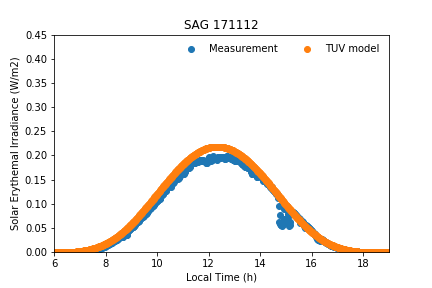 SAG 171112
Measurement TUV model
Solar Erythemal Irradiance (W/m2)
0.45
0.40
0.35
0.30
0.25
0.20
0.15
0.10
0.05
0.00
6 8 10 12 14 16 18
Local Time (h)